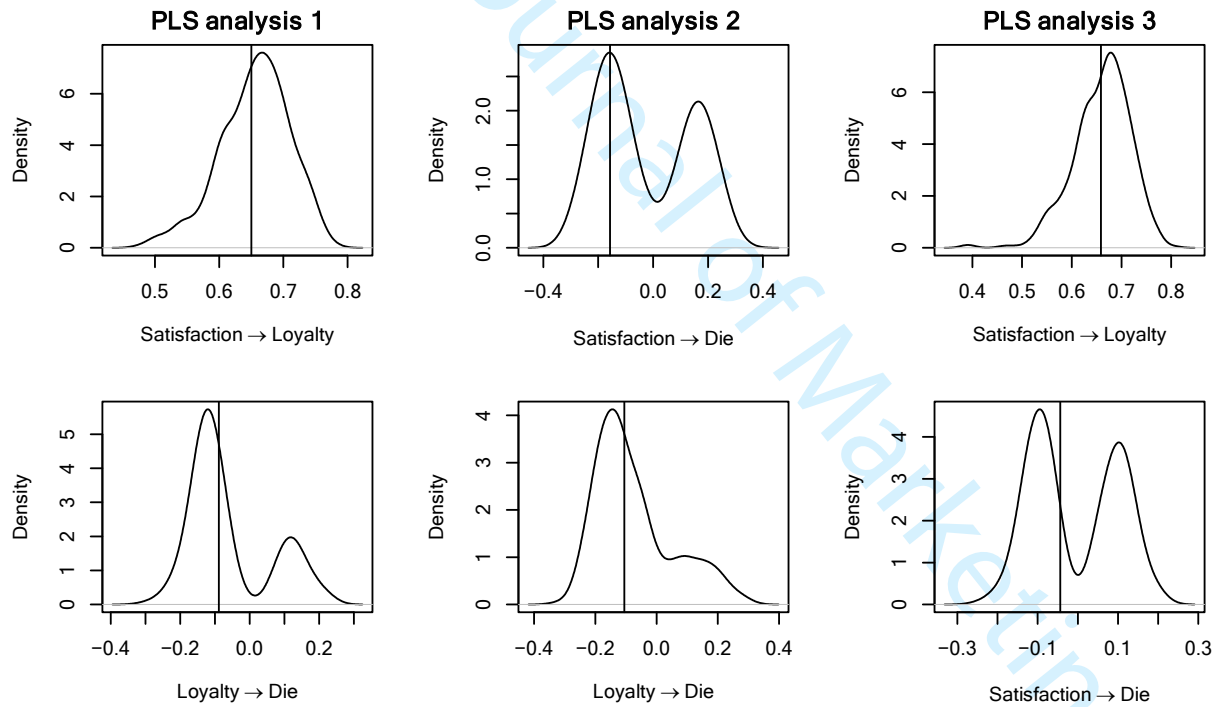 PLS analysis 1
PLS analysis 2
PLS analysis 3
Density
0 2 4 6
0.5 0.6 0.7 0.8
Satisfaction → Loyalty
Density
0.0 1.0 2.0
−0.4 0.0 0.2 0.4
Satisfaction → Die
Density
0 2 4 6
0.4 0.5 0.6 0.7 0.8
Satisfaction → Loyalty
Density
0 1 2 3 4 5
−0.4 −0.2 0.0 0.2
Loyalty → Die
Density
0 1 2 3 4
−0.4 −0.2 0.0 0.2 0.4
Loyalty → Die
Density
0 1 2 3 4
−0.3 −0.1 0.1 0.3
Satisfaction → Die
urnal of Marketin